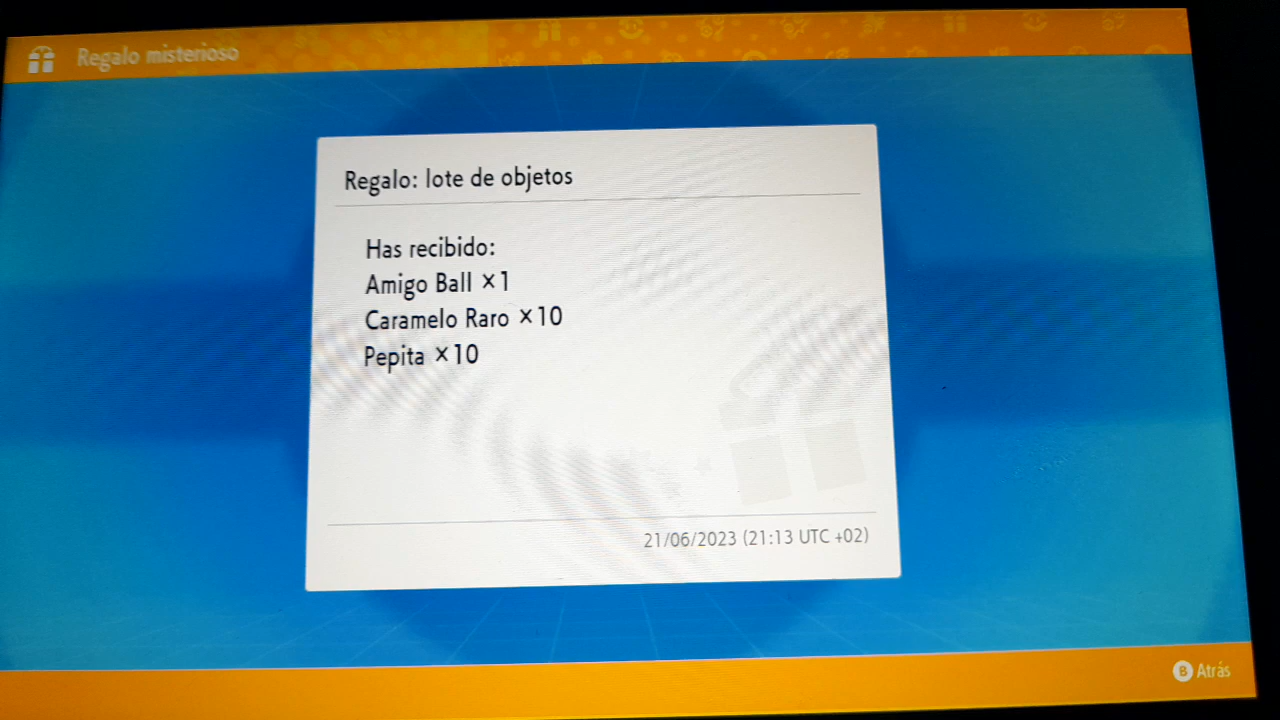 Regalo misterioso
Regalo: lote de objetos
Has recibido:
Amigo Ball ×1
Caramelo Raro ×10
Pepita ×10
21/06/2023 (21:13 UTC +02)
B Atrás